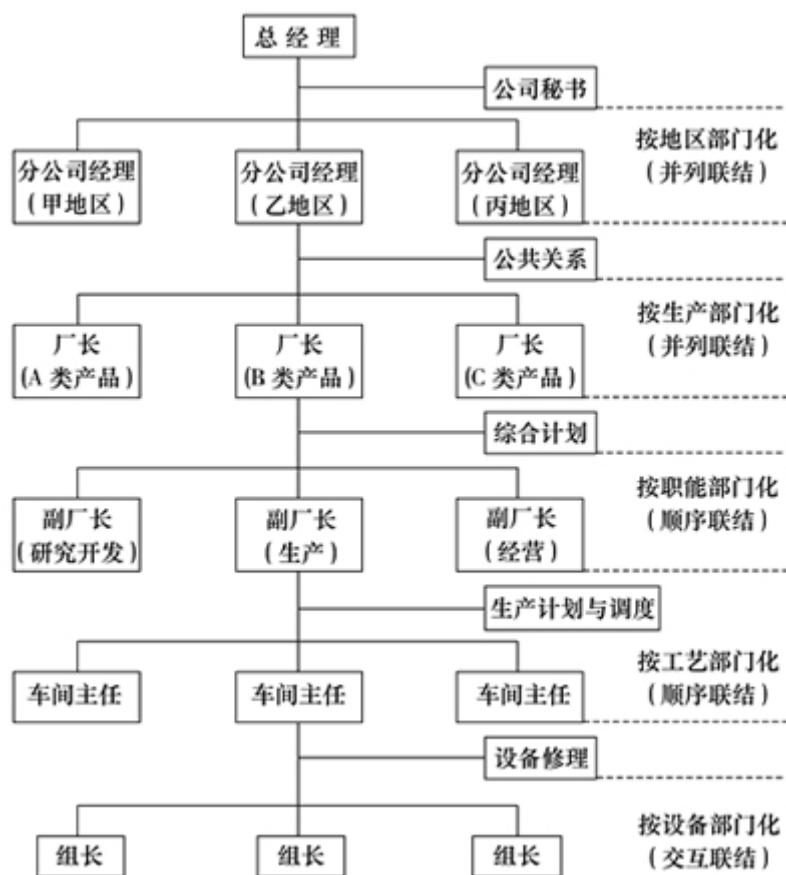 总经理
公司秘书
按地区部门化
（并列联结）
分公司经理
（甲地区）
分公司经理
（乙地区）
分公司经理
（丙地区）
公共关系
按生产部门化
（并列联结）
厂长
(A 类产品）
厂长
(B 类产品）
厂长
(C 类产品）
综合计划
按职能部门化
（顺序联结）
副厂长
（研究开发）
副厂长
（生产）
副厂长
（经营）
生产计划与调度
按工艺部门化
（顺序联结）
车间主任
车间主任
车间主任
设备修理
按设备部门化
（交互联结）
组长
组长
组长